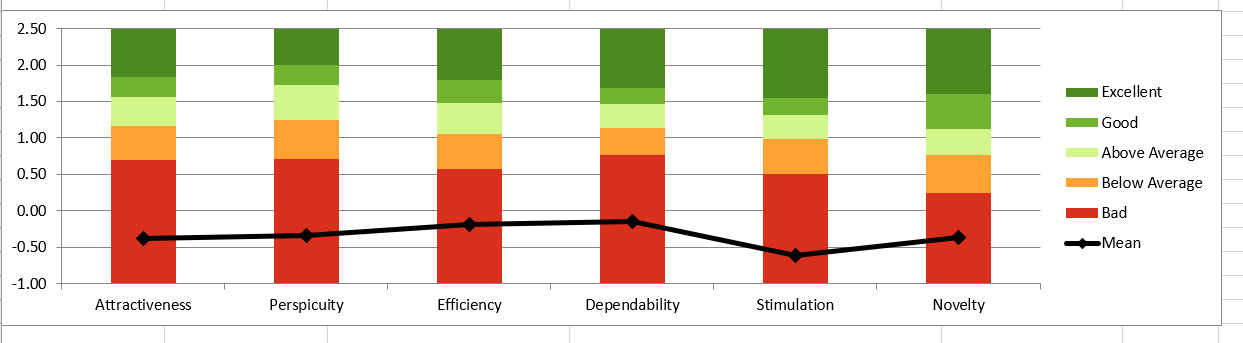 2.50
2.00
1.50
1.00
0.50
0.00
-0.50
-1.00
Attractiveness Perspicuity Efficiency Dependability Stimulation Novelty
Excellent
Good
Above Average
Below Average
Bad
Mean